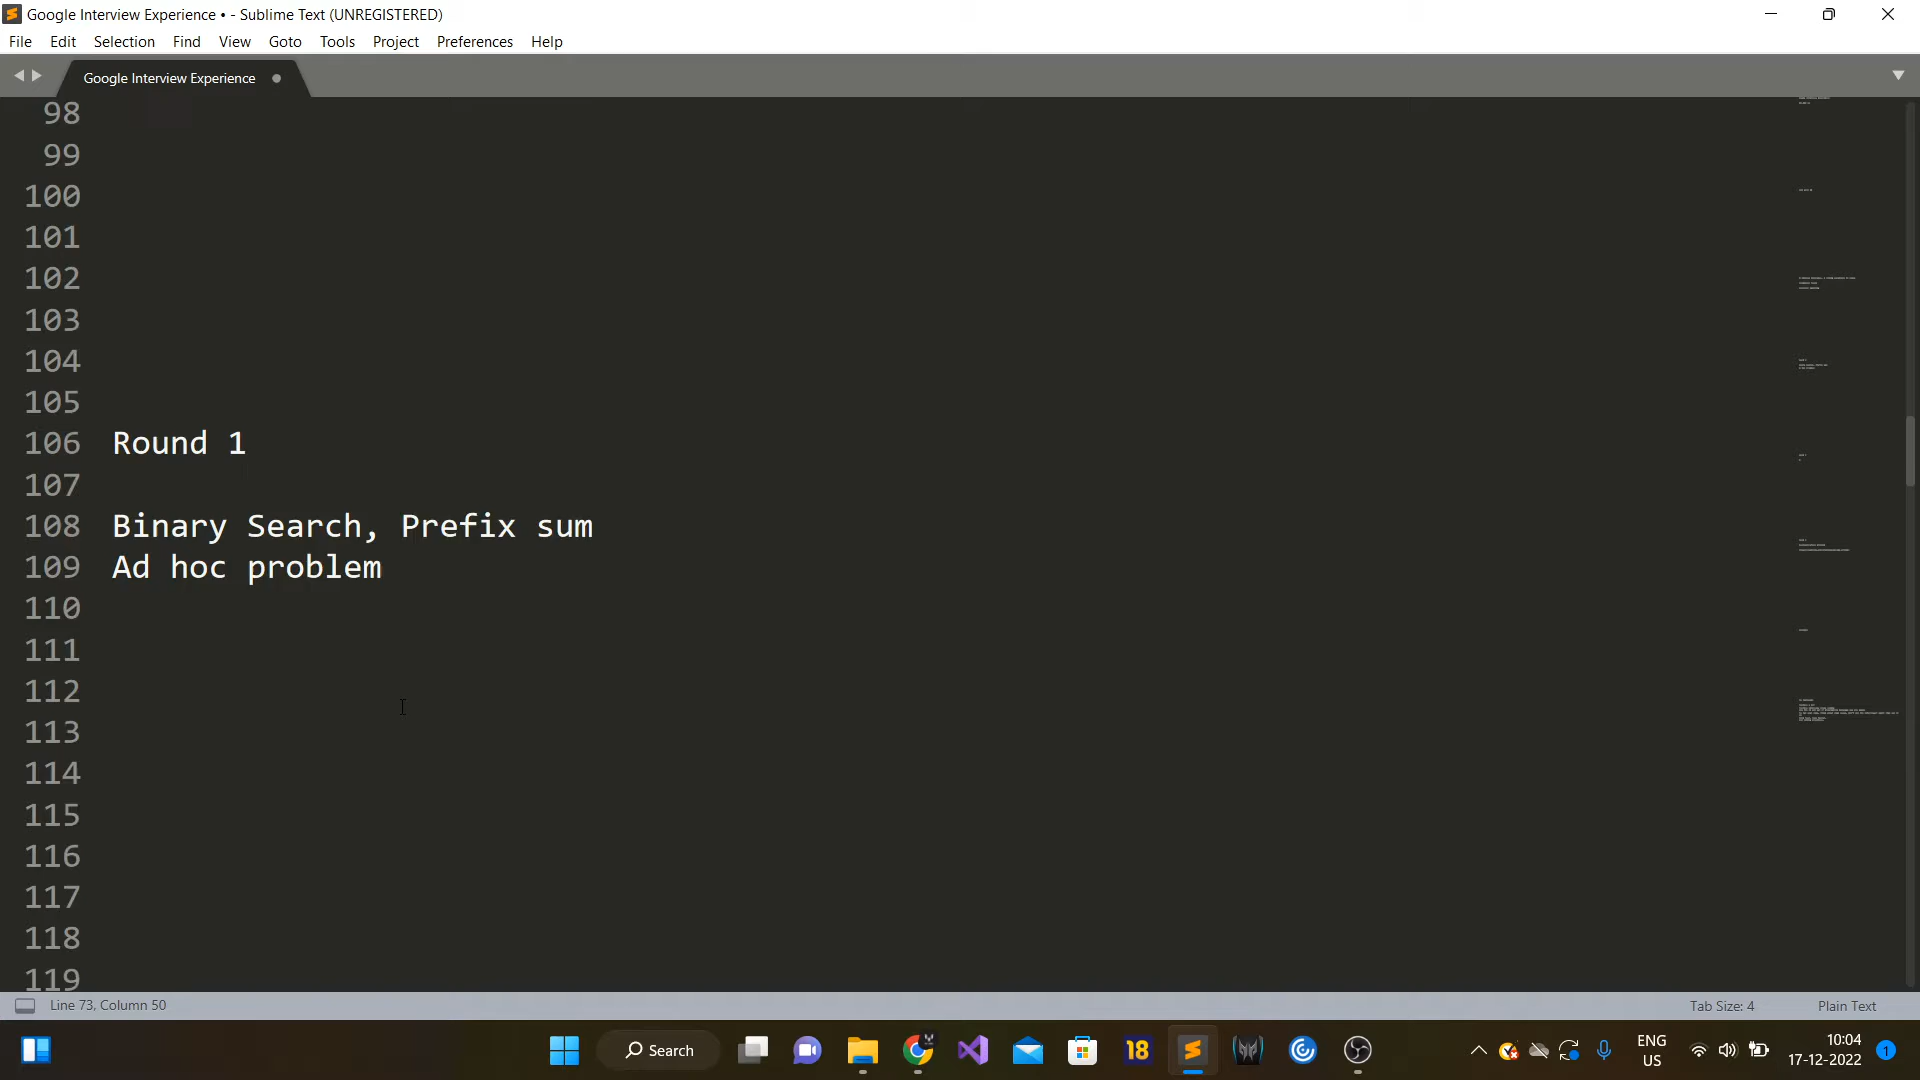 Google Interview Experience • - Sublime Text (UNREGISTERED)
File Edit Selection Find View Goto Tools Project Preferences Help
Google Interview Experience
98
99
100
101
102
103
104
105
106 Round 1
107
108 Binary Search, Prefix sum
109 Ad hoc problem
110
111
112
113
114
115
116
117
118
119
Line 73, Column 50 Tab Size: 4 Plain Text
Search 18 ENG 10:04
US 17-12-2022 1